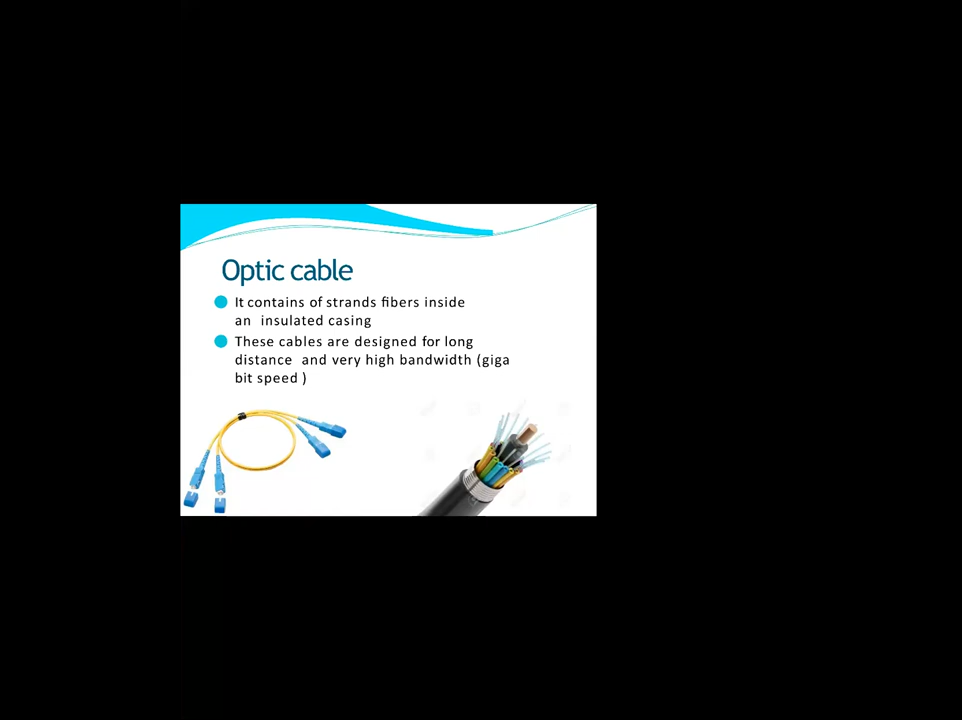 Optic cable
It contains of strands fibers inside
an insulated casing
These cables are designed for long
distance and very high bandwidth (giga
bit speed )